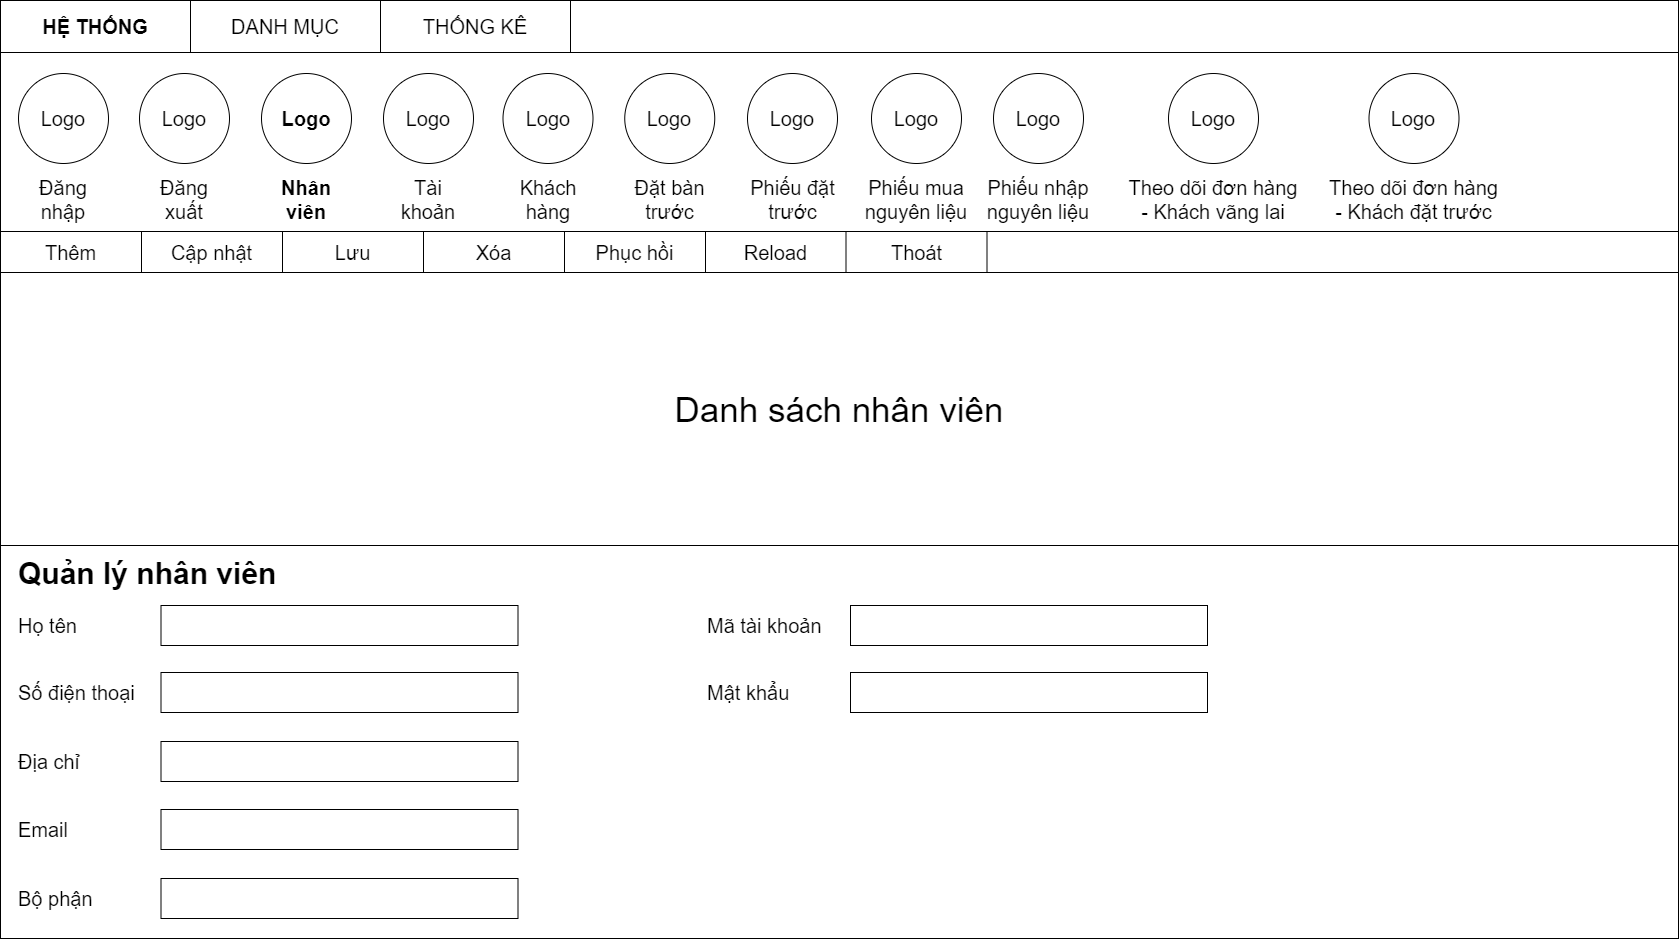 HỆ THỐNG
DANH MỤC
THỐNG KÊ
Logo
Logo
Logo
Logo
Logo
Logo
Logo
Logo
Logo
Logo
Logo
Đăng
nhập
Đăng
xuất
Nhân
viên
Tài
khoản
Khách
hàng
Đặt bàn
trước
Phiếu đặt
trước
Phiếu mua
nguyên liệu
Phiếu nhập
nguyên liệu
Theo dõi đơn hàng
- Khách vãng lai
Theo dõi đơn hàng
- Khách đặt trước
Thêm
Cập nhật
Lưu
Xóa
Phục hồi
Reload
Thoát
Danh sách nhân viên
Quản lý nhân viên
Họ tên
Mã tài khoản
Số điện thoại
Mật khẩu
Địa chỉ
Email
Bộ phận